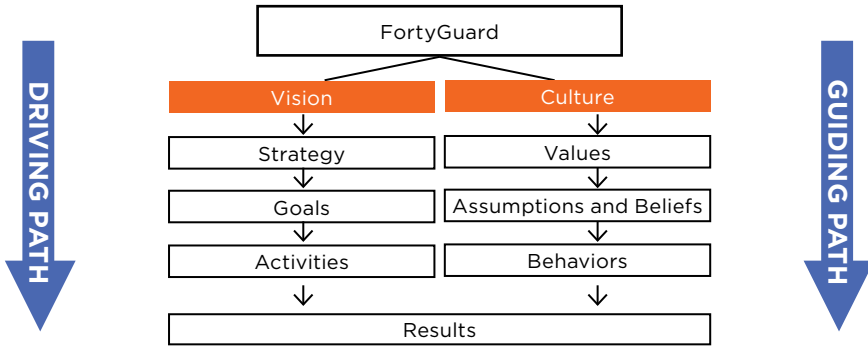 FortyGuard
DRIVING PATH
GUIDING PATH
Vision
Culture
Strategy
Values
Goals
Assumptions and Beliefs
Activities
Behaviors
Results